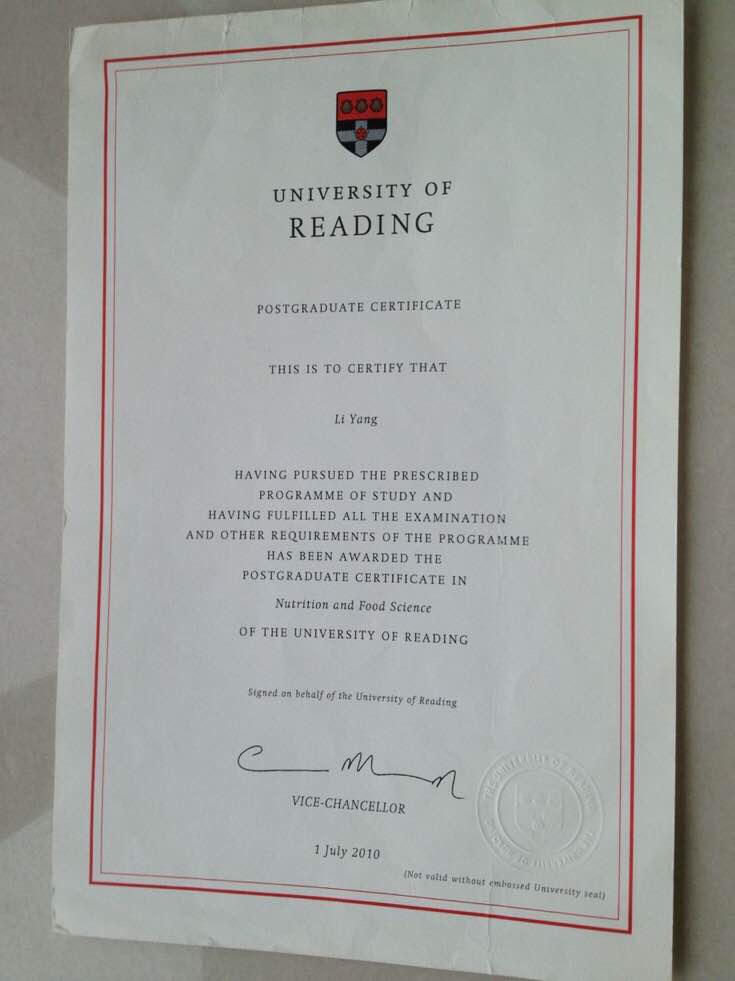 UNIVERSITY OF
READING
POSTGRADUATE CERTIFICATE
THIS IS TO CERTIFY THAT
Li Yang
HAVING PURSUED THE PRESCRIBED
PROGRAMME OF STUDY AND
HAVING FULFILLED ALL THE EXAMINATION
AND OTHER REQUIREMENTS OF THE PROGRAMME
HAS BEEN AWARDED THE
POSTGRADUATE CERTIFICATE IN
Nutrition and Food Science
OF THE UNIVERSITY OF READING
Signed on behalf of the University of Reading
VICE-CHANCELLOR
THE UNIVERSITY OF READING
1 July 2010
(Not valid without embossed University seal)